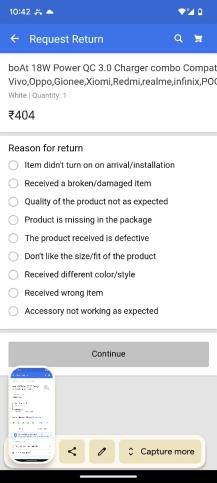 10:42
Request Return
boAt 18W Power QC 3.0 Charger combo Compat
Vivo,Oppo,Gionee,Xiomi,Redmi,realme,infinix,POC
White | Quantity: 1
₹404
Reason for return
Item didn't turn on on arrival/installation
Received a broken/damaged item
Quality of the product not as expected
Product is missing in the package
The product received is defective
Don't like the size/fit of the product
Received different color/style
Received wrong item
Accessory not working as expected
Continue
Capture more